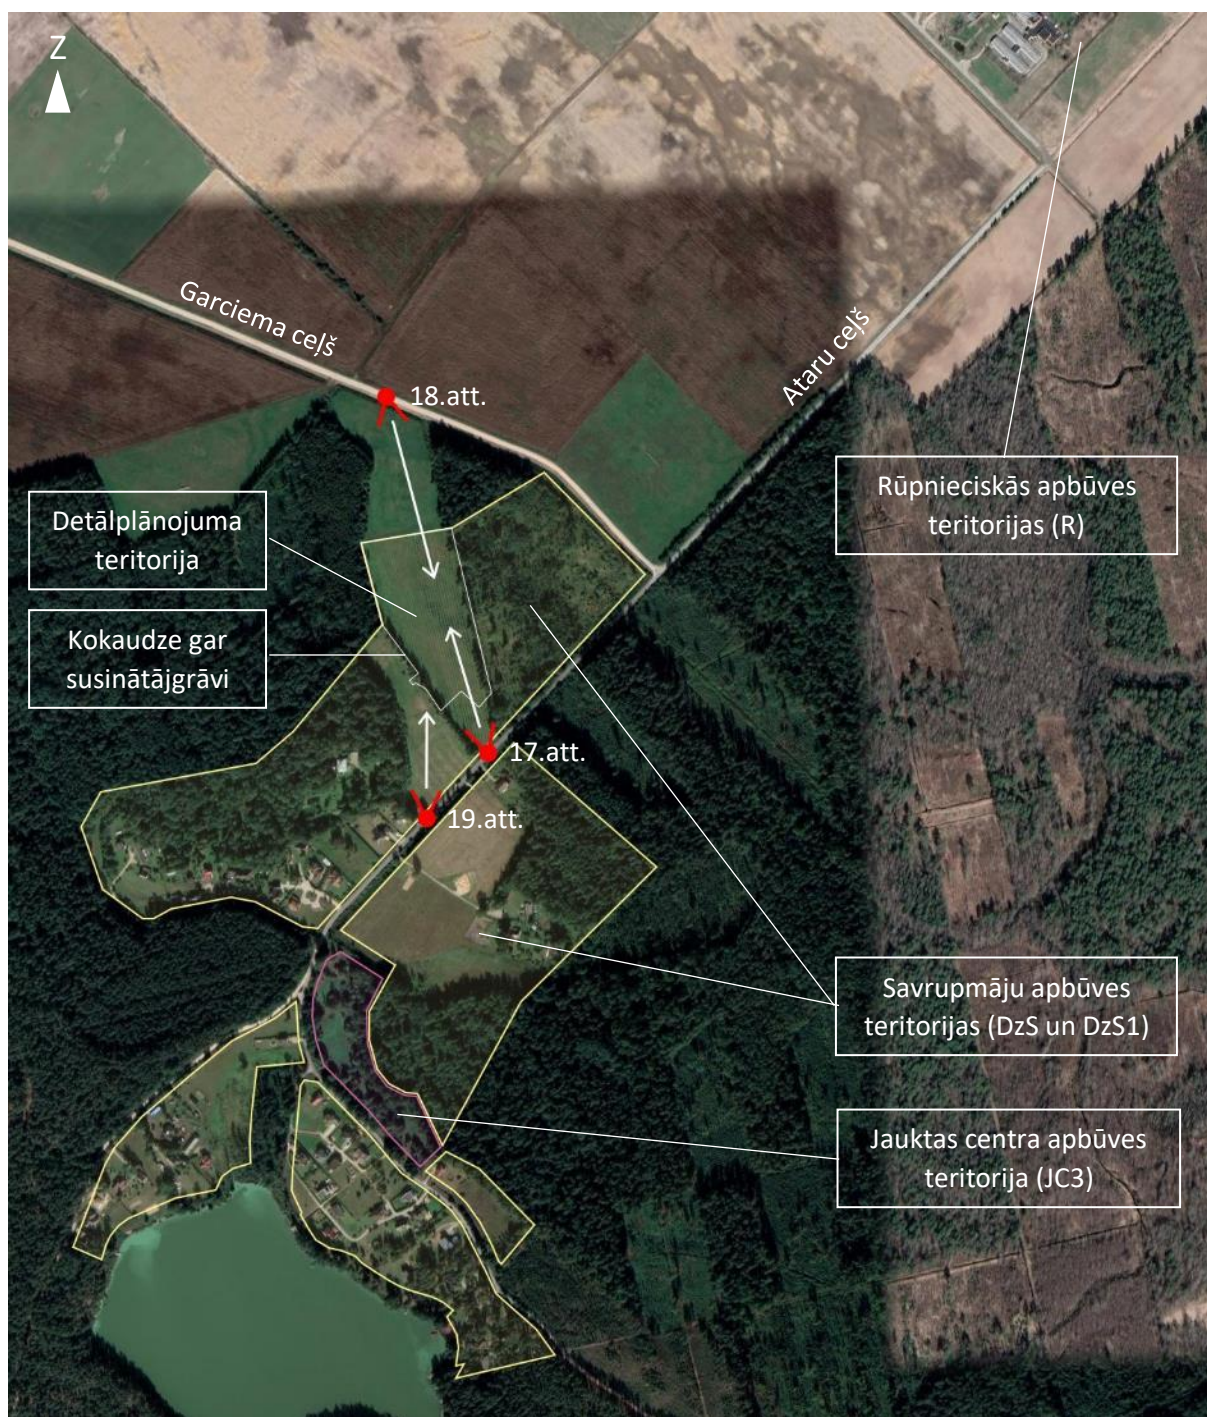 Z
Garciema ceļš
Ataru ceļš
18.att.
Rūpnieciskās apbūves
teritorijas (R)
Detālplānojuma
teritorija
Kokaudze gar
susinātājgrāvi
17.att.
19.att.
Savrupmāju apbūves
teritorijas (DzS un DzS1)
Jauktas centra apbūves
teritorija (JC3)